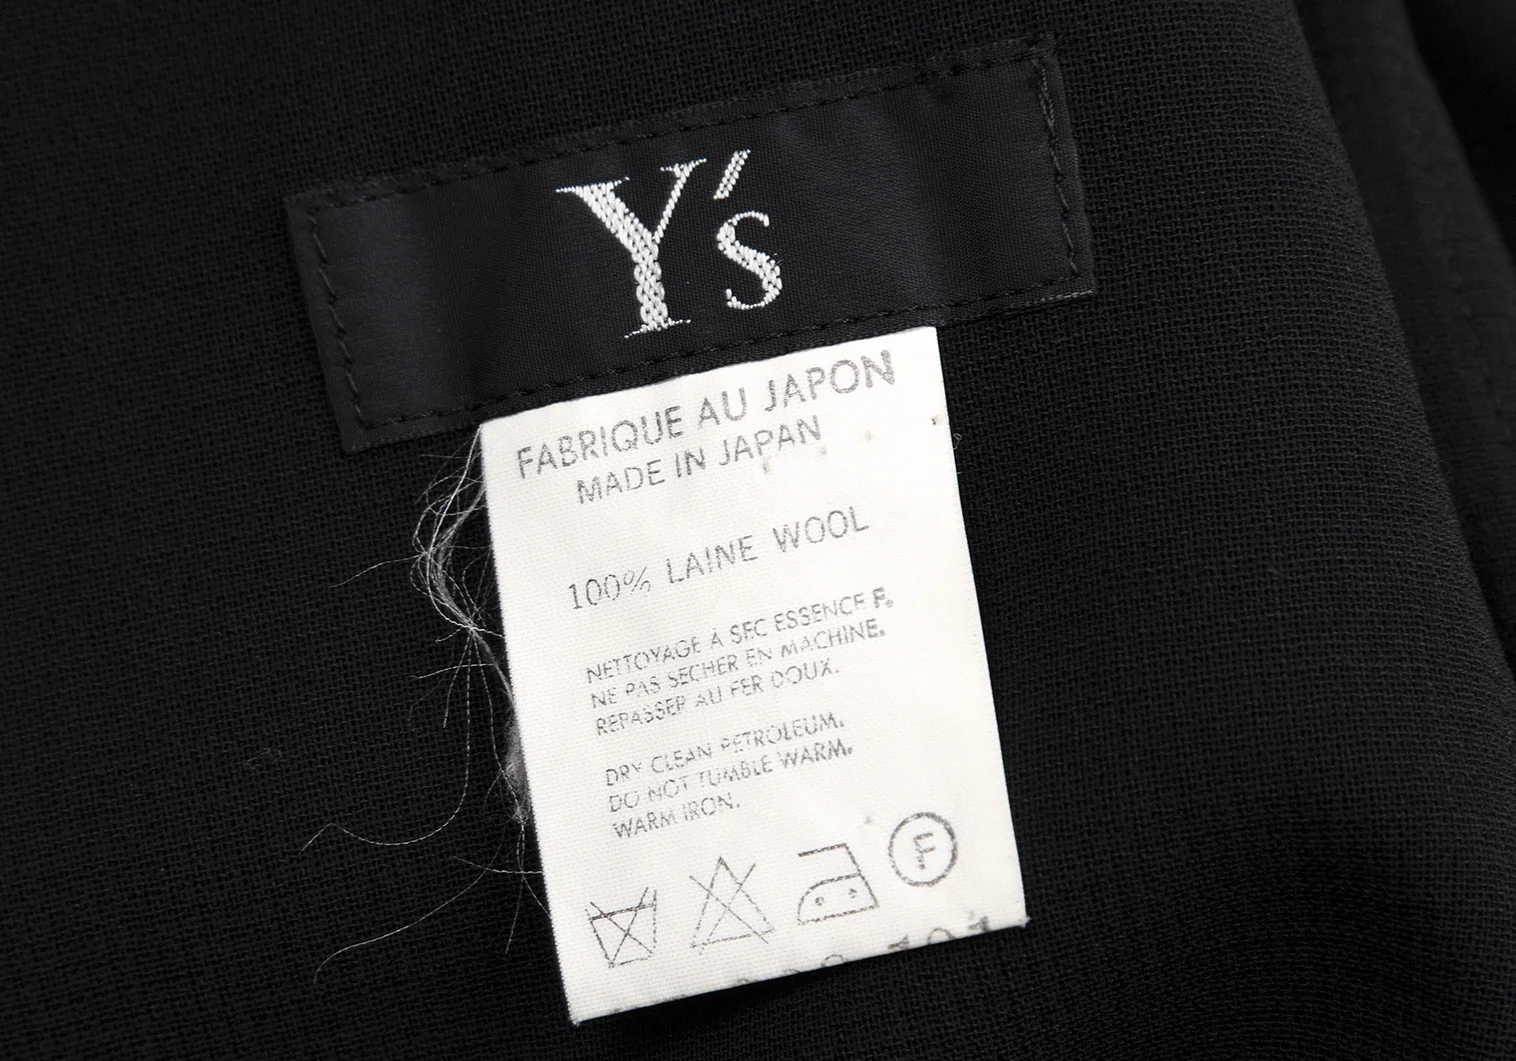 Y's
FABRIQUE AU JAPON
MADE IN JAPAN
100% LAINE WOOL
NETTOYAGE À SEC ESSENCE F.
NE PAS SECHER EN MACHINE.
REPASSER AU FER DOUX.
DRY CLEAN PETROLEUM.
DO NOT TUMBLE WARM.
WARM IRON.
F